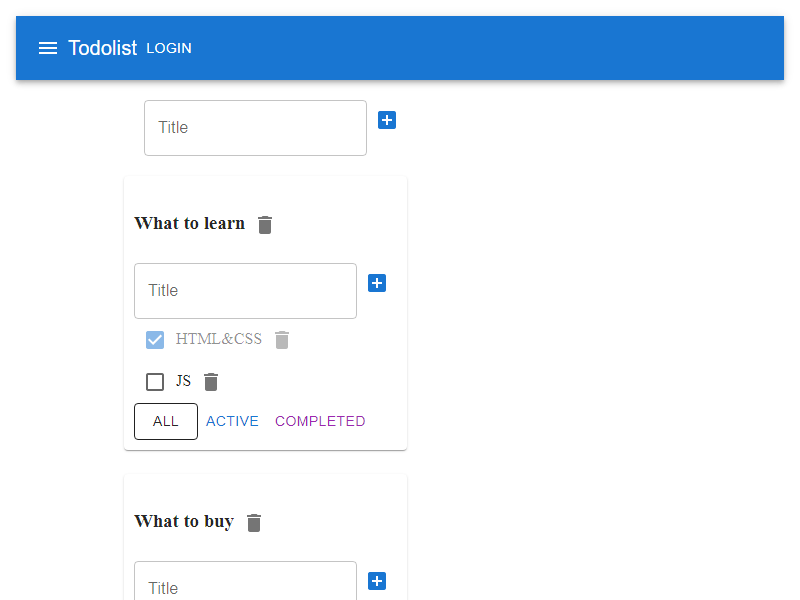 Todolist LOGIN
Title
What to learn
Title
HTML&CSS
JS
ALL ACTIVE COMPLETED
What to buy
Title